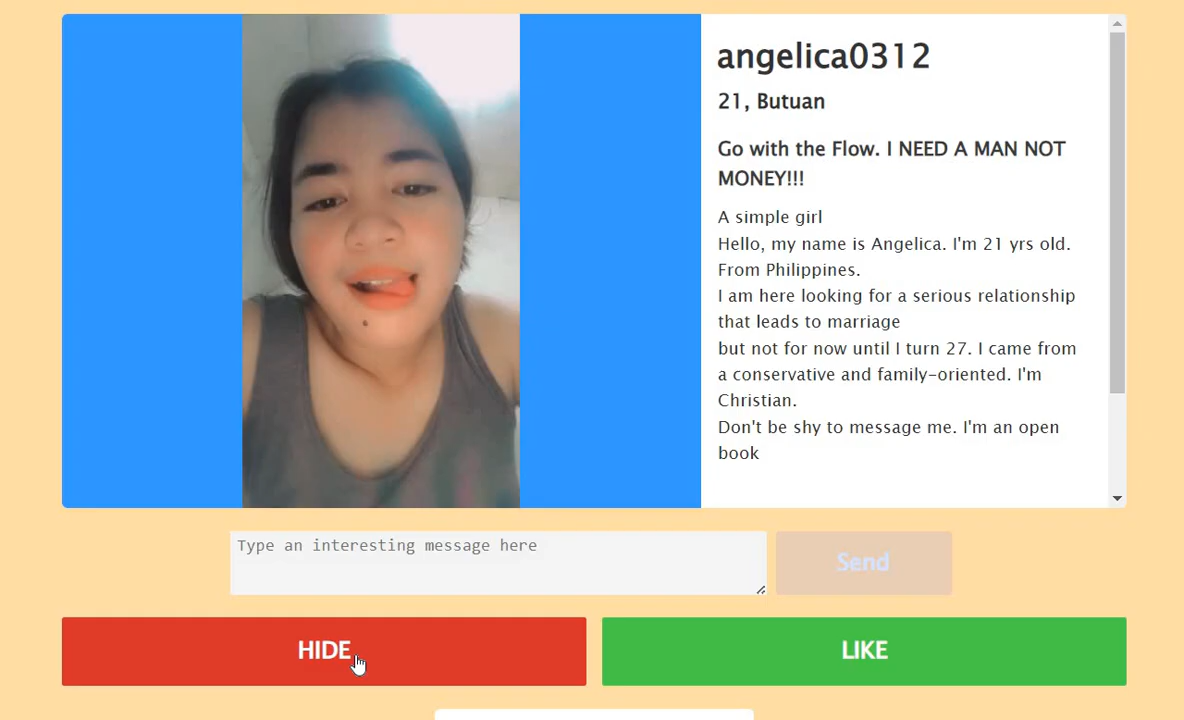 angelica0312
21, Butuan
Go with the Flow. I NEED A MAN NOT
MONEY!!!
A simple girl
Hello, my name is Angelica. I'm 21 yrs old.
From Philippines.
I am here looking for a serious relationship
that leads to marriage
but not for now until I turn 27. I came from
a conservative and family-oriented. I'm
Christian.
Don't be shy to message me. I'm an open
book
Type an interesting message here
Send
HIDE
LIKE